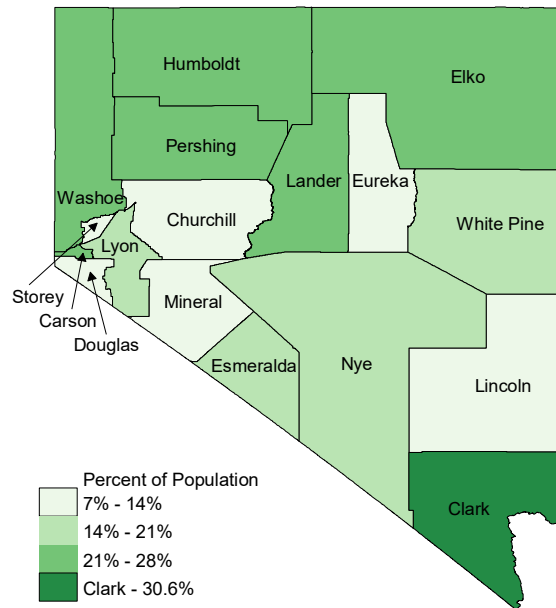 Humboldt
Elko
Pershing
Washoe
Lander
Eureka
Churchill
White Pine
Lyon
Storey
Carson
Douglas
Mineral
Esmeralda
Nye
Lincoln
Clark
Percent of Population
7% - 14%
14% - 21%
21% - 28%
Clark - 30.6%